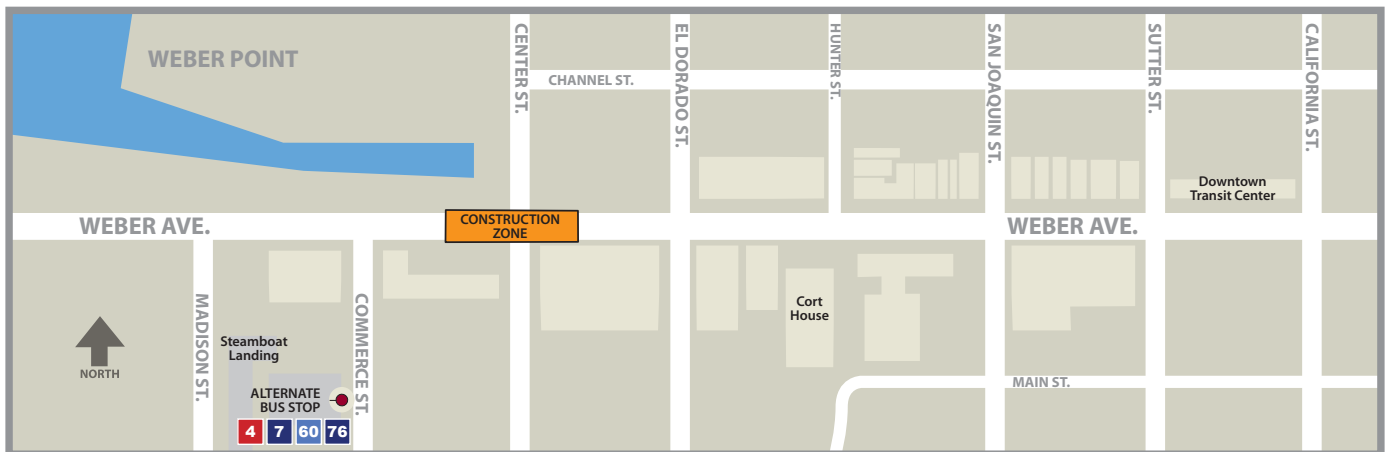 WEBER POINT
CENTER ST.
EL DORADO ST.
HUNTER ST.
SAN JOAQUIN ST.
SUTTER ST.
CALIFORNIA ST.
CHANNEL ST.
Downtown
Transit Center
WEBER AVE.
CONSTRUCTION
ZONE
WEBER AVE.
MADISON ST.
COMMERCE ST.
Cort
House
Steamboat
Landing
NORTH
MAIN ST.
ALTERNATE
BUS STOP
4 7 60 76